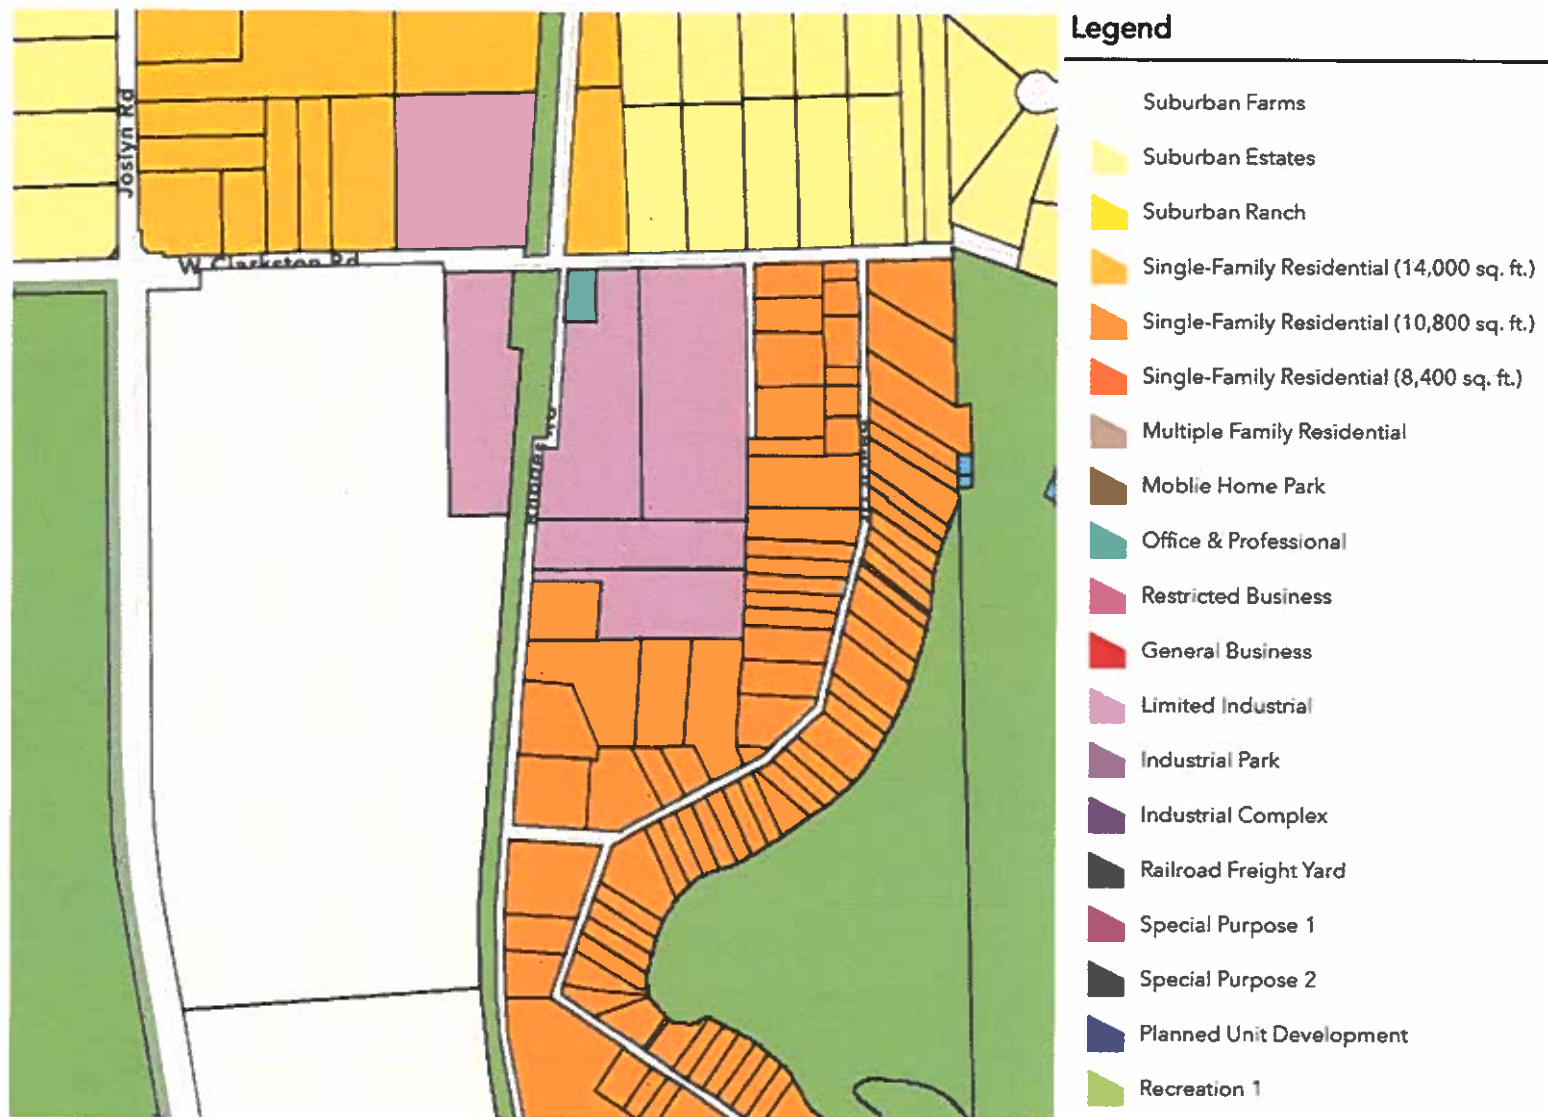 Legend
Suburban Farms
Suburban Estates
Suburban Ranch
Single-Family Residential (14,000 sq. ft.)
Single-Family Residential (10,800 sq. ft.)
Single-Family Residential (8,400 sq. ft.)
Multiple Family Residential
Moblie Home Park
Office & Professional
Restricted Business
General Business
Limited Industrial
Industrial Park
Industrial Complex
Railroad Freight Yard
Special Purpose 1
Special Purpose 2
Planned Unit Development
Recreation 1
Joslyn Rd
W Clarkston Rd